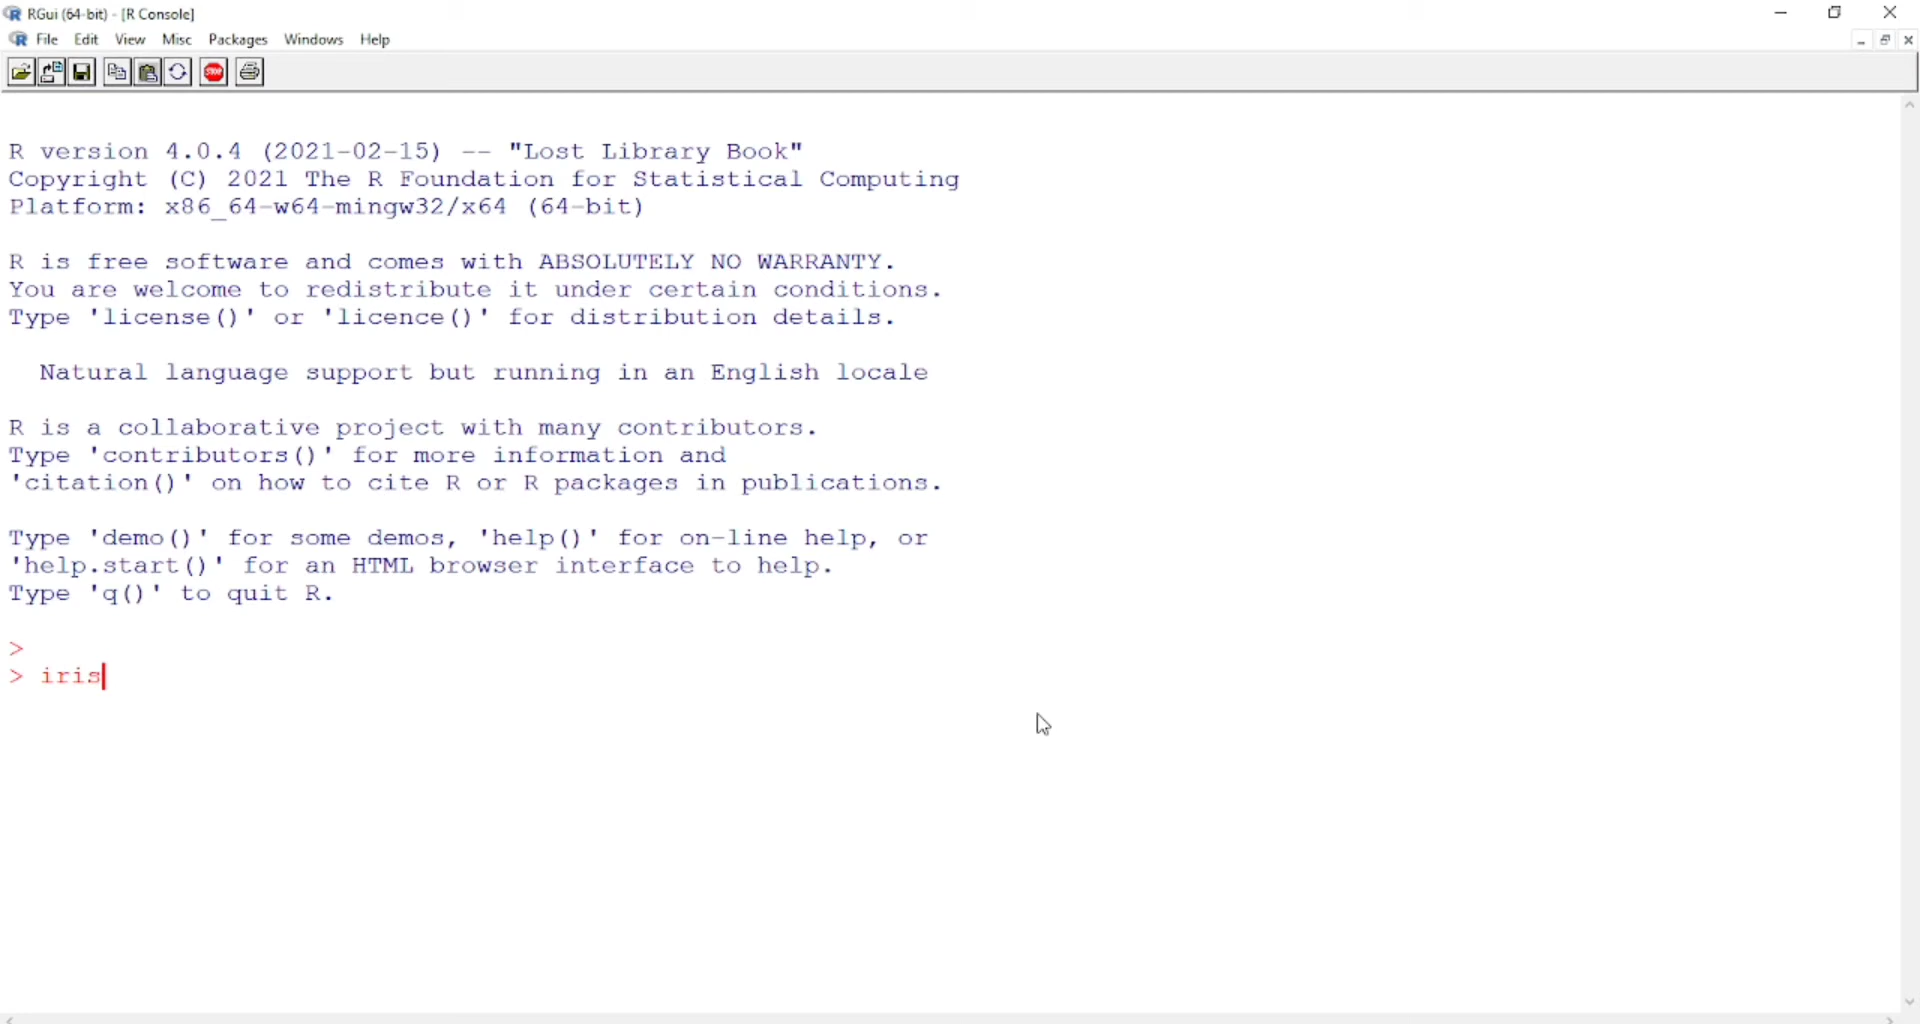 RGui (64-bit) - [R Console]
File Edit View Misc Packages Windows Help
STOP
R version 4.0.4 (2021-02-15) -- "Lost Library Book"
Copyright (C) 2021 The R Foundation for Statistical Computing
Platform: x86_64-w64-mingw32/x64 (64-bit)
R is free software and comes with ABSOLUTELY NO WARRANTY.
You are welcome to redistribute it under certain conditions.
Type 'license()' or 'licence()' for distribution details.
Natural language support but running in an English locale
R is a collaborative project with many contributors.
Type 'contributors()' for more information and
'citation()' on how to cite R or R packages in publications.
Type 'demo()' for some demos, 'help()' for on-line help, or
'help.start()' for an HTML browser interface to help.
Type 'q()' to quit R.
>
> iris